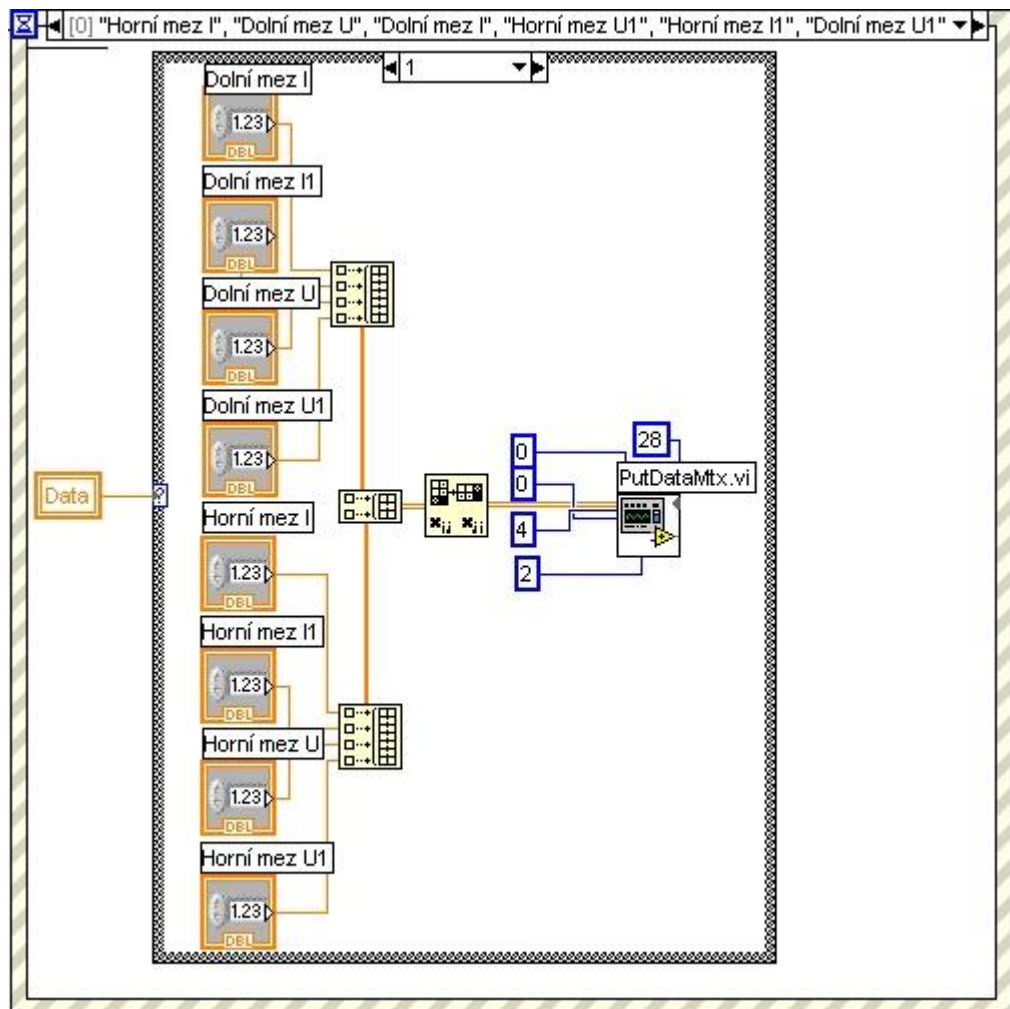 [0] "Horní mez I", "Dolní mez U", "Dolní mez I", "Horní mez U1", "Horní mez I1", "Dolní mez U1"
1
Dolní mez I
1.23
DBL
Dolní mez I1
1.23
DBL
Dolní mez U
1.23
DBL
Dolní mez U1
1.23
DBL
Data
?
0
28
0
PutDataMtx.vi
4
2
Horní mez I
1.23
DBL
Horní mez I1
1.23
DBL
Horní mez U
1.23
DBL
Horní mez U1
1.23
DBL